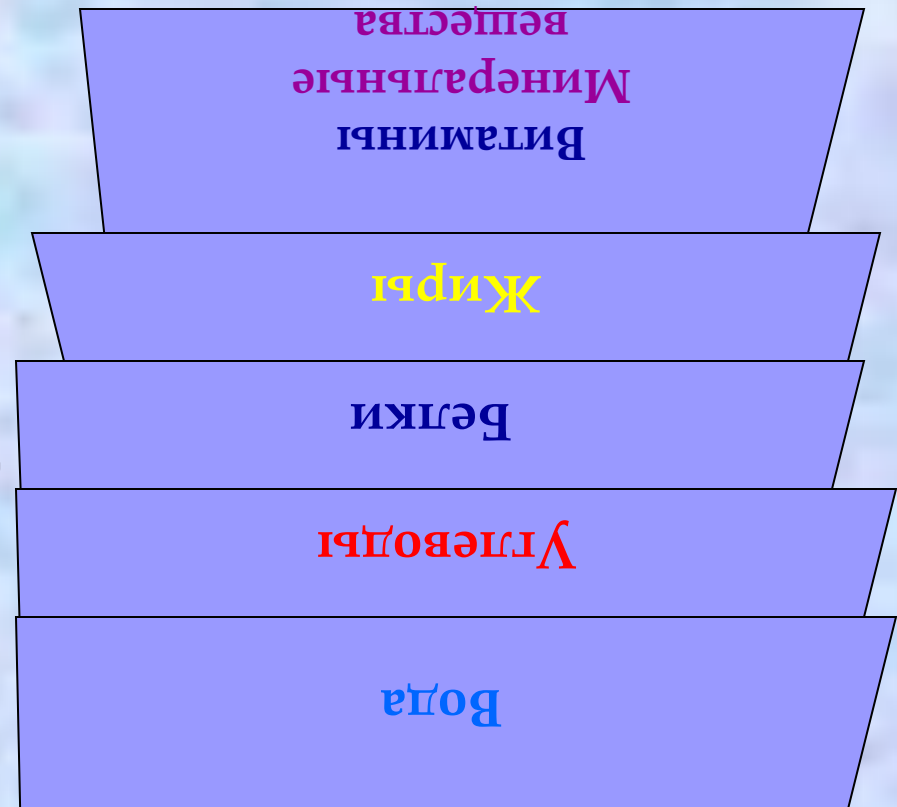 Вода
Углеводы
Белки
Жиры
Витамины
Минеральные
вещества